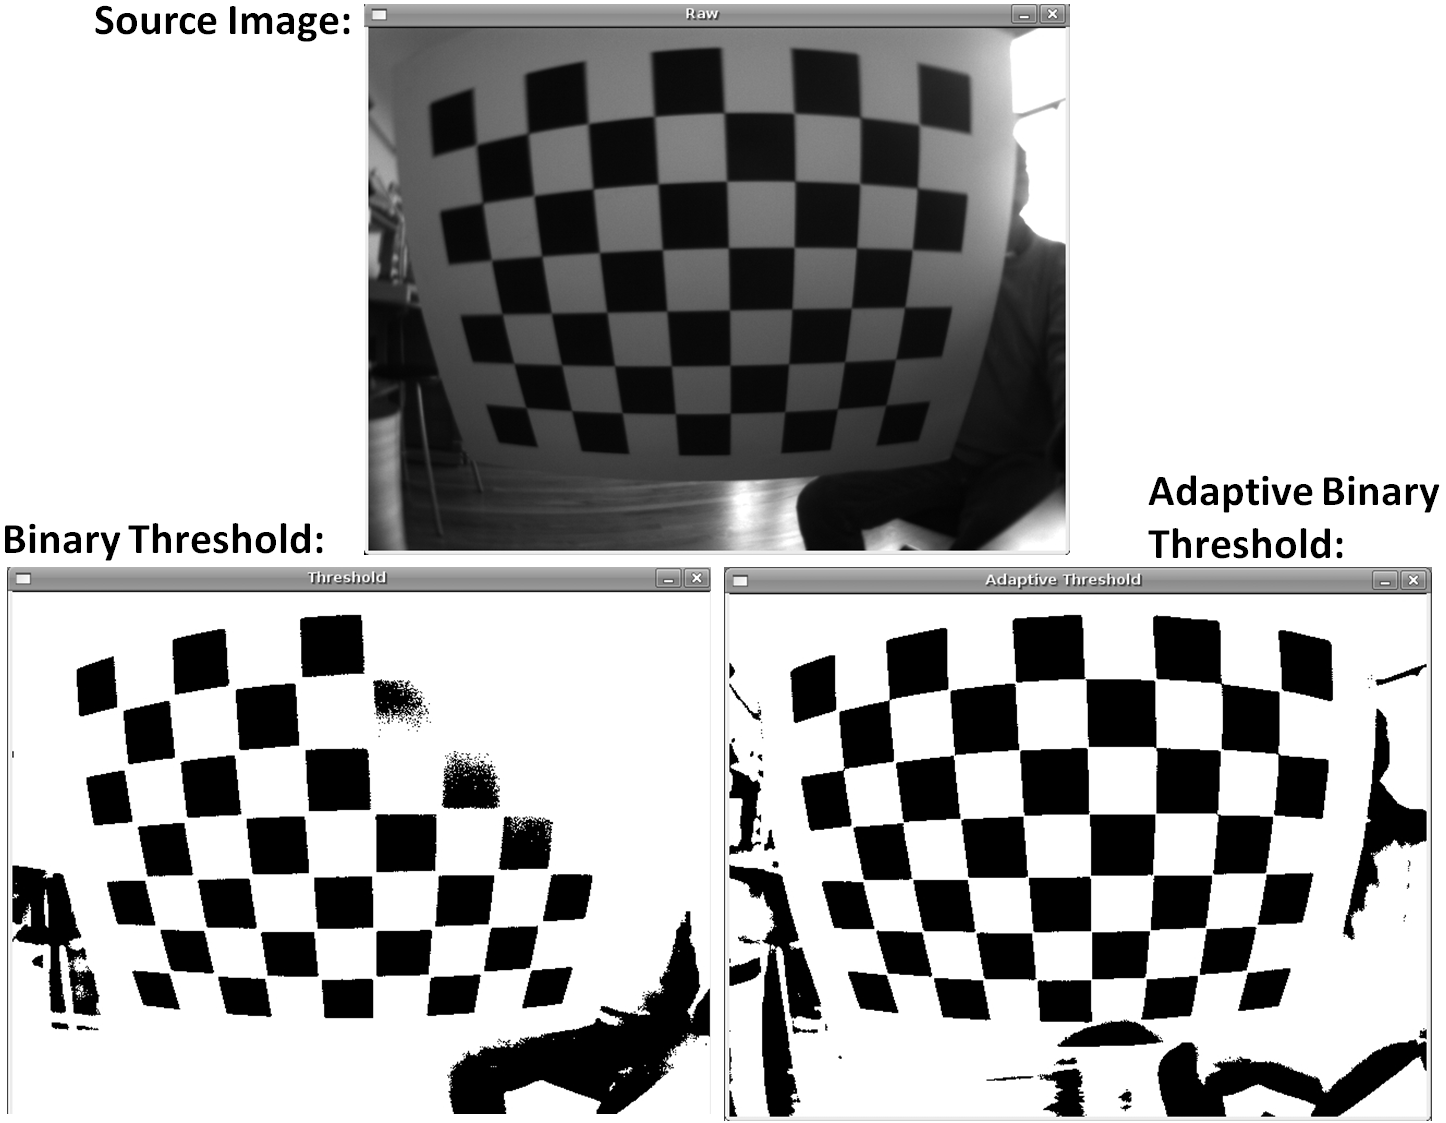 Source Image:
Raw
Adaptive Binary
Threshold:
Binary Threshold:
Threshold
Adaptive Threshold